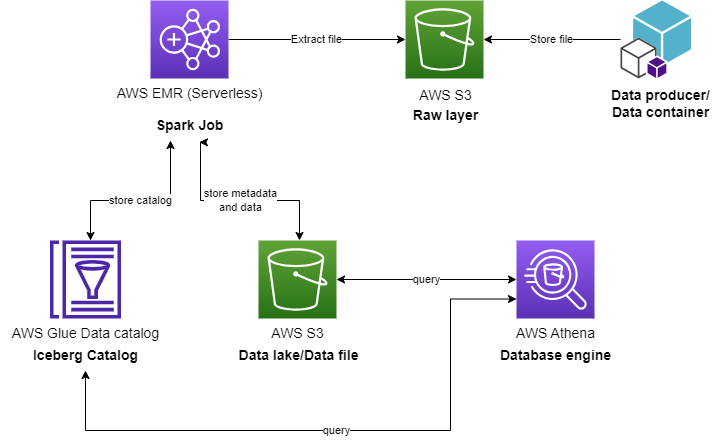 Extract file
Store file
AWS EMR (Serverless)
Spark Job
AWS S3
Raw layer
Data producer/
Data container
store catalog
store metadata
and data
query
AWS Glue Data catalog
Iceberg Catalog
AWS S3
Data lake/Data file
AWS Athena
Database engine
query